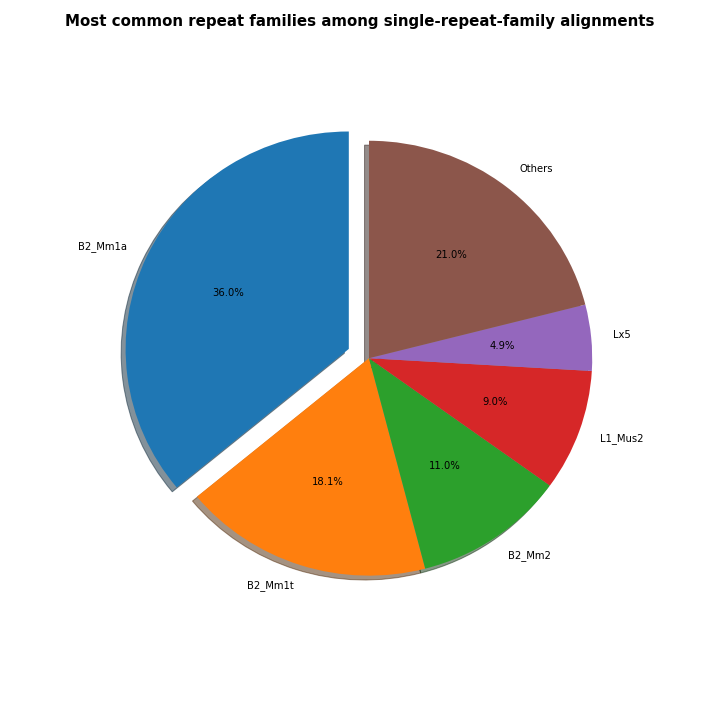 Most common repeat families among single-repeat-family alignments
Others
B2_Mm1a
21.0%
36.0%
Lx5
4.9%
9.0%
L1_Mus2
11.0%
18.1%
B2_Mm2
B2_Mm1t